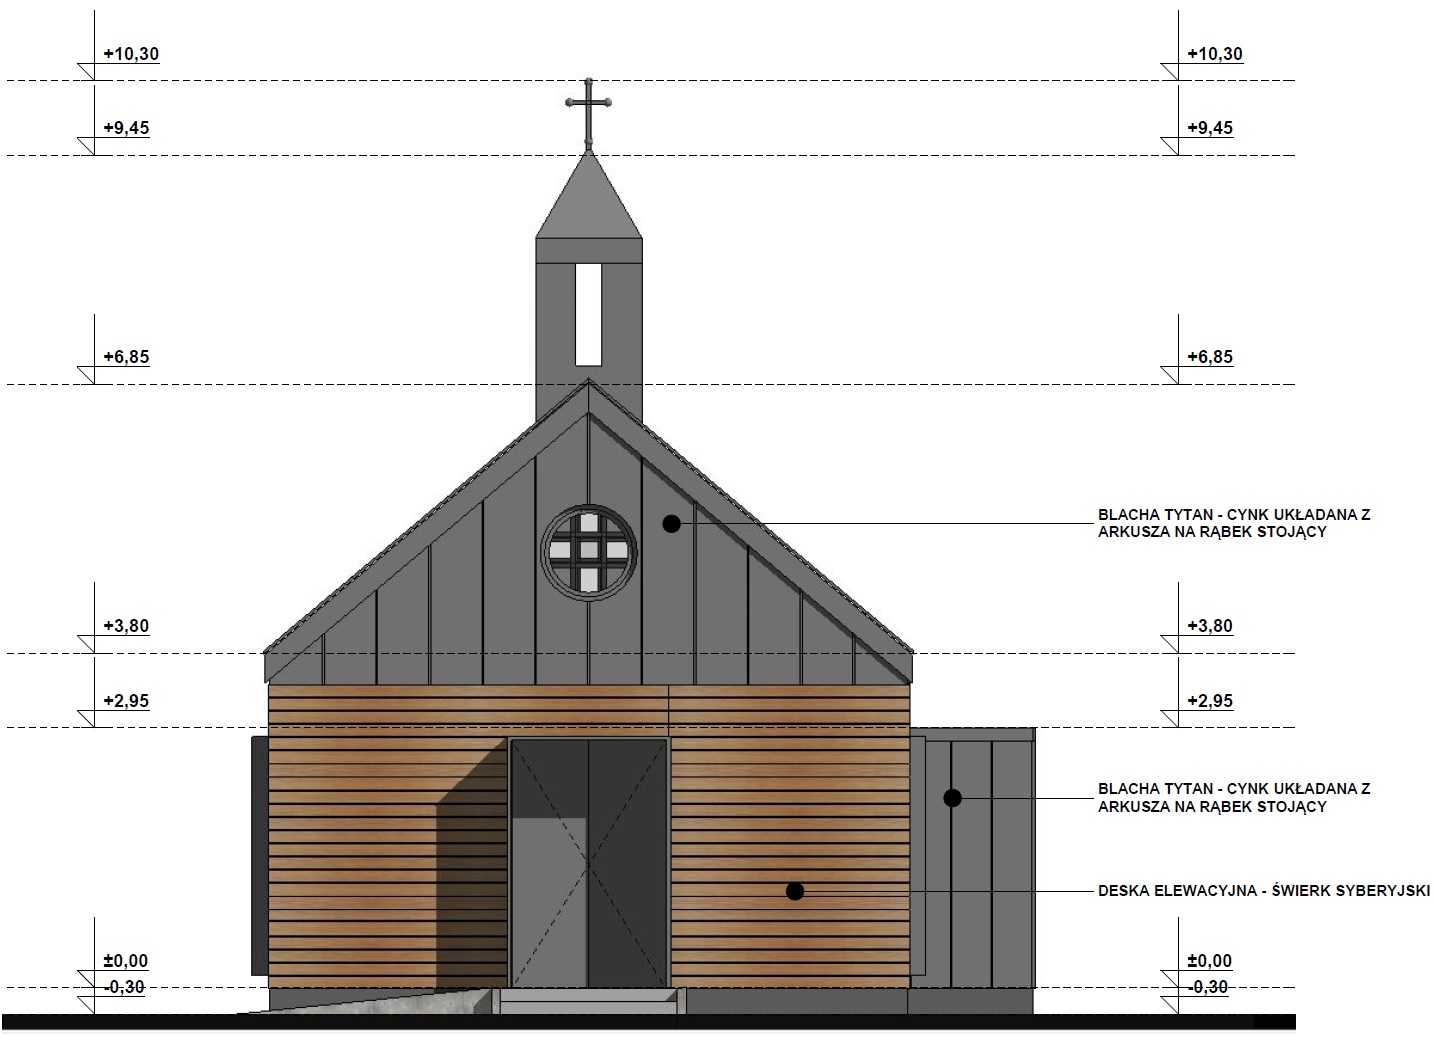 +10,30 +10,30
+9,45 +9,45
+6,85 +6,85
BLACHA TYTAN - CYNK UKŁADANA Z
ARKUSZA NA RĄBEK STOJĄCY
+3,80 +3,80
+2,95 +2,95
BLACHA TYTAN - CYNK UKŁADANA Z
ARKUSZA NA RĄBEK STOJĄCY
DESKA ELEWACYJNA - ŚWIERK SYBERYJSKI
±0,00 ±0,00
-0,30 -0,30